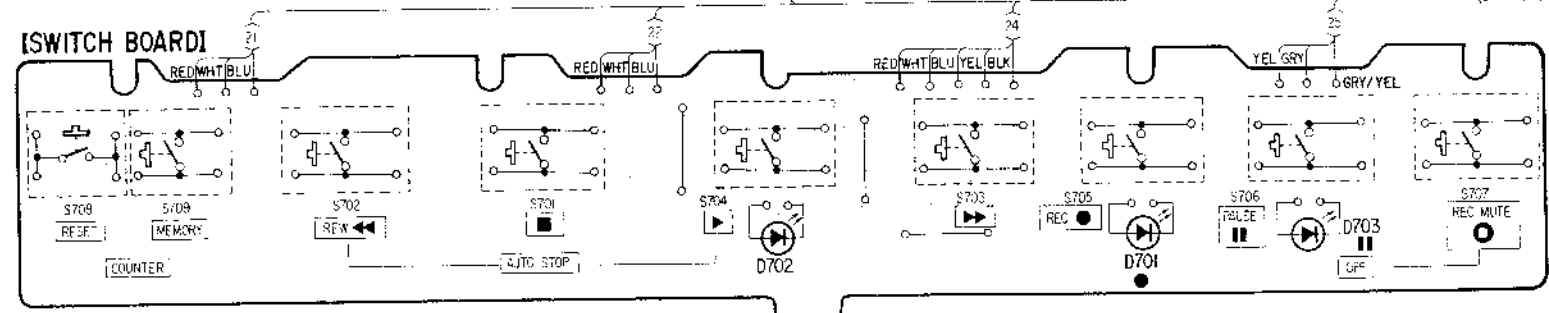 21
22
24
25
[SWITCH BOARD]
RED WHT BLU
RED WHT BLU
RED WHT BLU YEL BLK
YEL GRY
GRY/YEL
S709
S709
S702
S701
S704
S703
S705
S706
S707
RESET
MEMORY
REW
REC
PAUSE
D703
REC MUTE
COUNTER
AUTO STOP
D702
D701
OFF